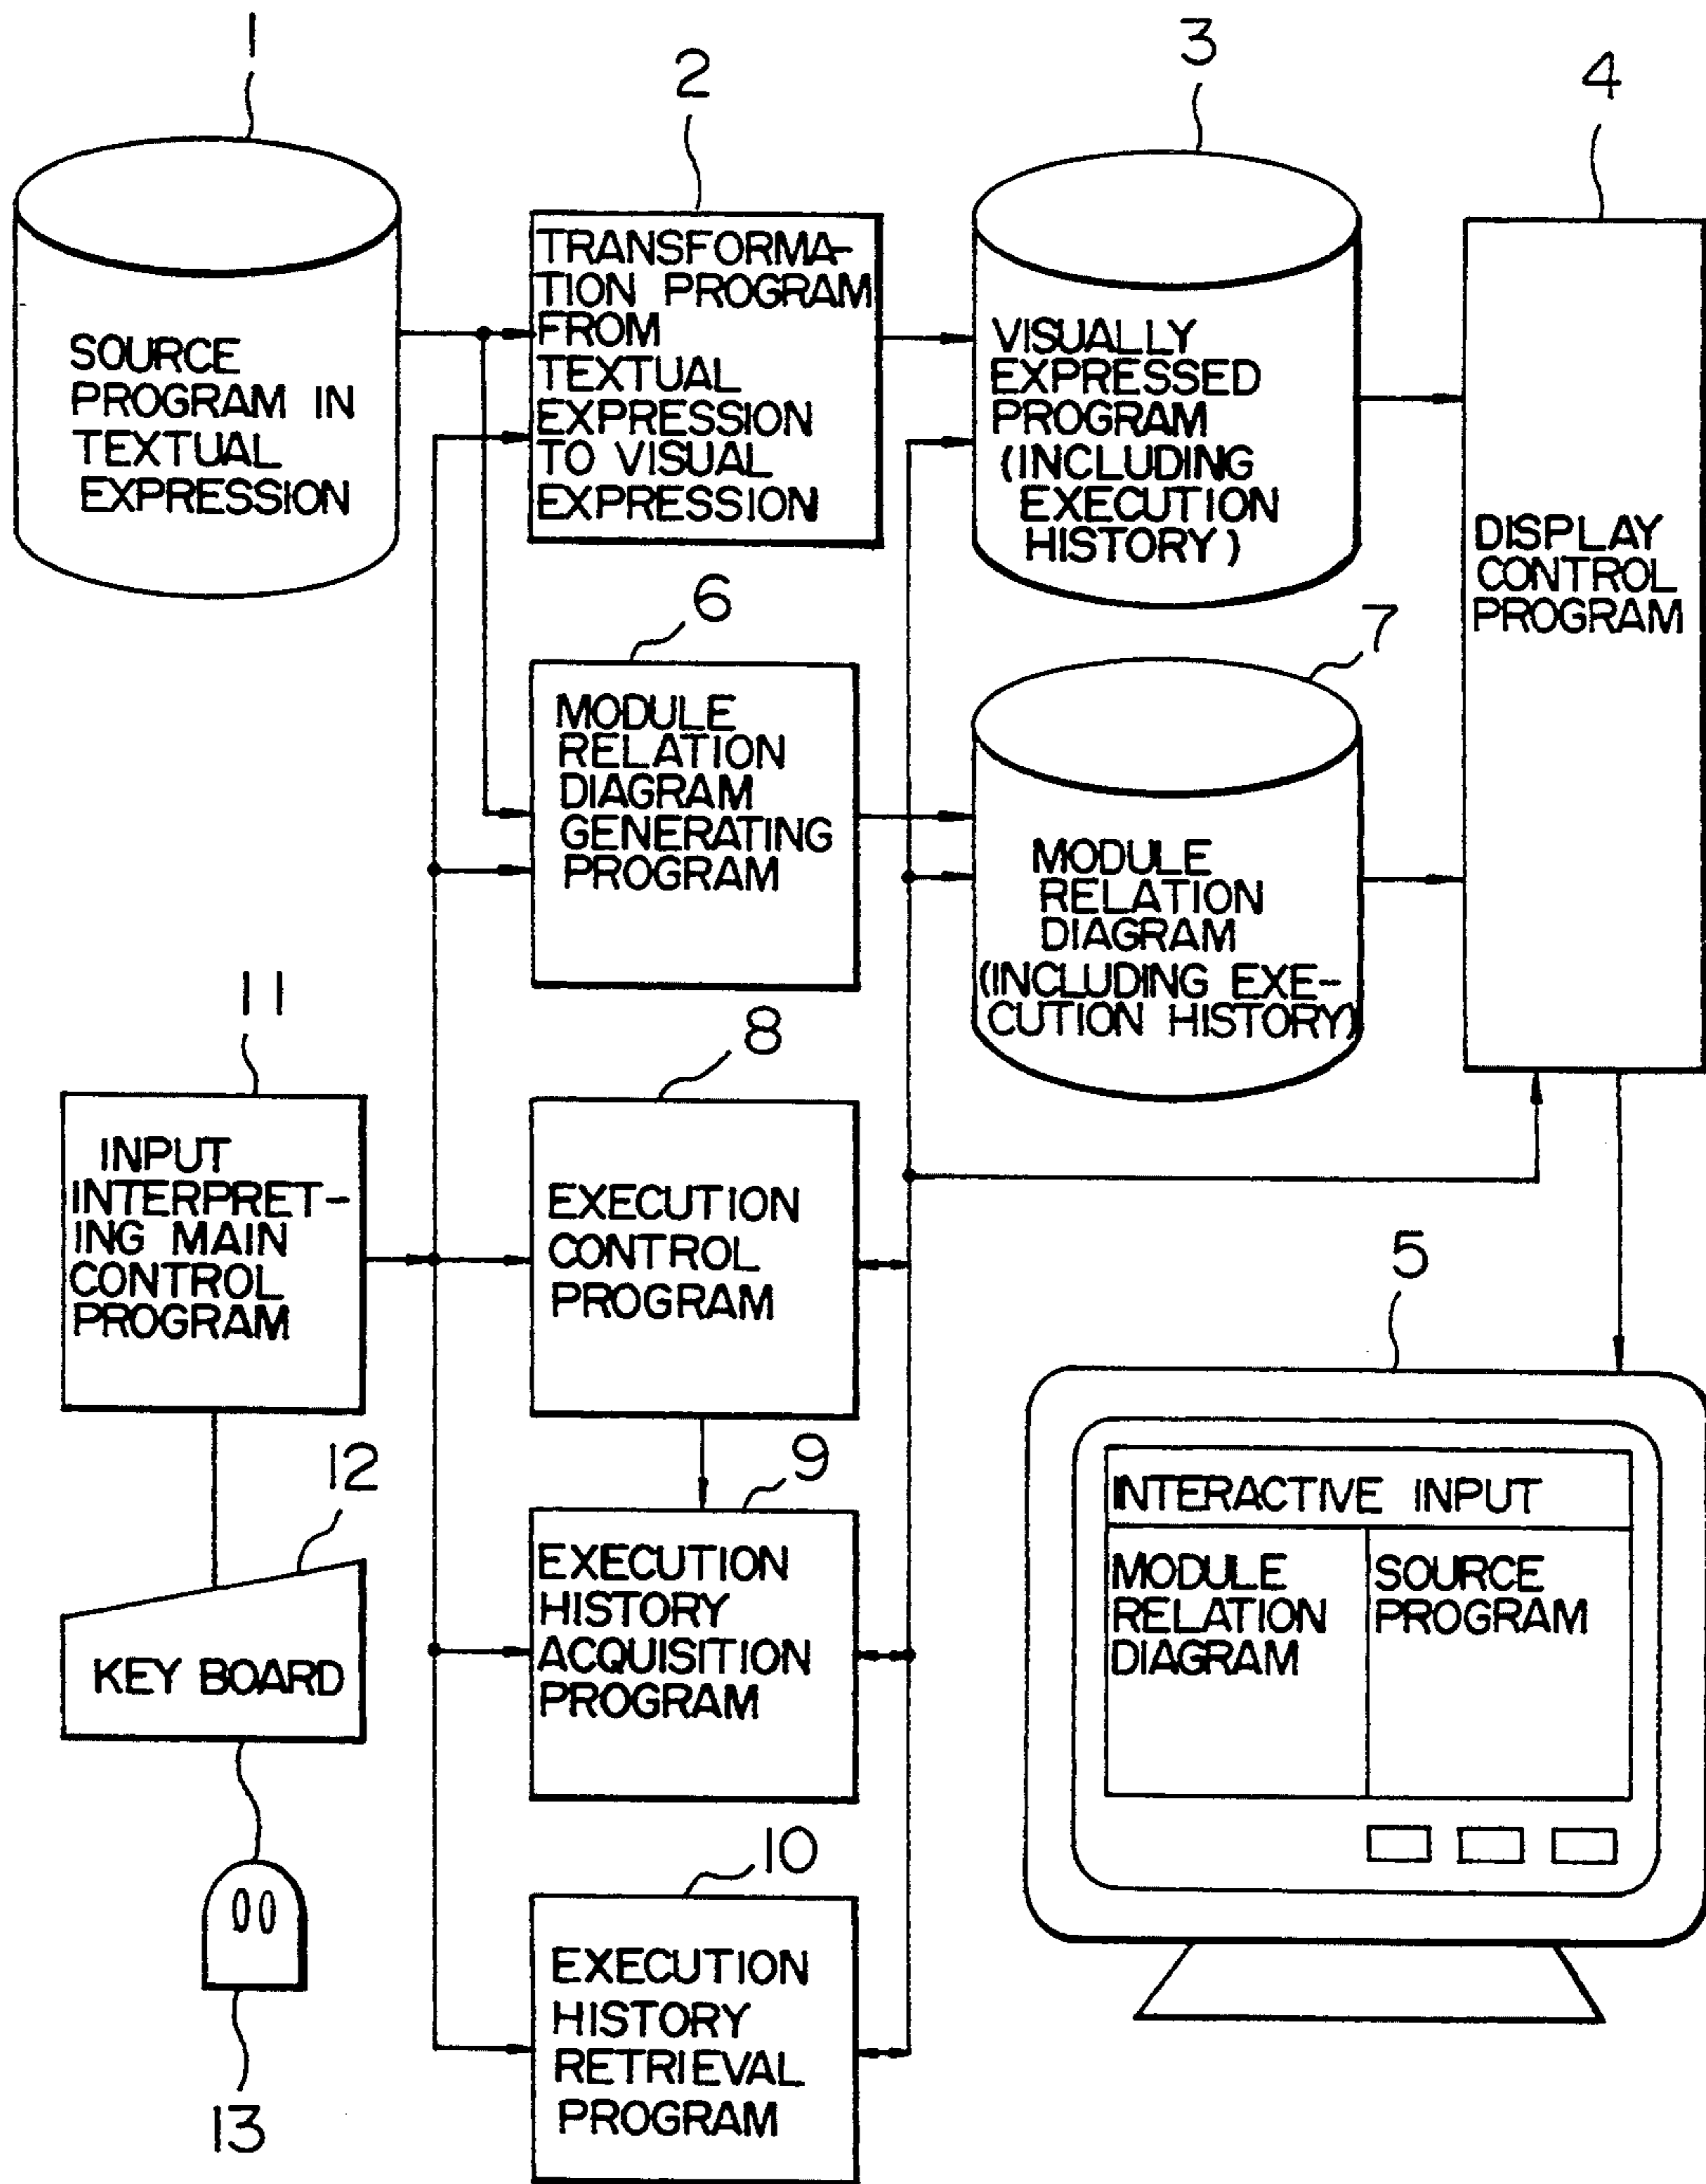 1
2
3
4
SOURCE
PROGRAM IN
TEXTUAL
EXPRESSION
TRANSFORMA-
TION PROGRAM
FROM
TEXTUAL
EXPRESSION
TO VISUAL
EXPRESSION
VISUALLY
EXPRESSED
PROGRAM
(INCLUDING
EXECUTION
HISTORY)
DISPLAY
CONTROL
PROGRAM
6
7
MODULE
RELATION
DIAGRAM
GENERATING
PROGRAM
MODULE
RELATION
DIAGRAM
(INCLUDING EXE-
CUTION HISTORY)
11
8
INPUT
INTERPRET-
ING MAIN
CONTROL
PROGRAM
EXECUTION
CONTROL
PROGRAM
5
12
9
KEY BOARD
EXECUTION
HISTORY
ACQUISITION
PROGRAM
INTERACTIVE INPUT
MODULE
RELATION
DIAGRAM
SOURCE
PROGRAM
10
EXECUTION
HISTORY
RETRIEVAL
PROGRAM
13